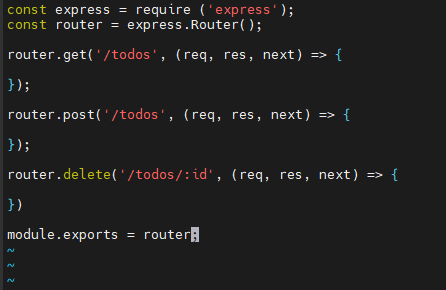 const express = require ('express');
const router = express.Router();
router.get('/todos', (req, res, next) => {
});
router.post('/todos', (req, res, next) => {
});
router.delete('/todos/:id', (req, res, next) => {
})
module.exports = router;
~
~
~